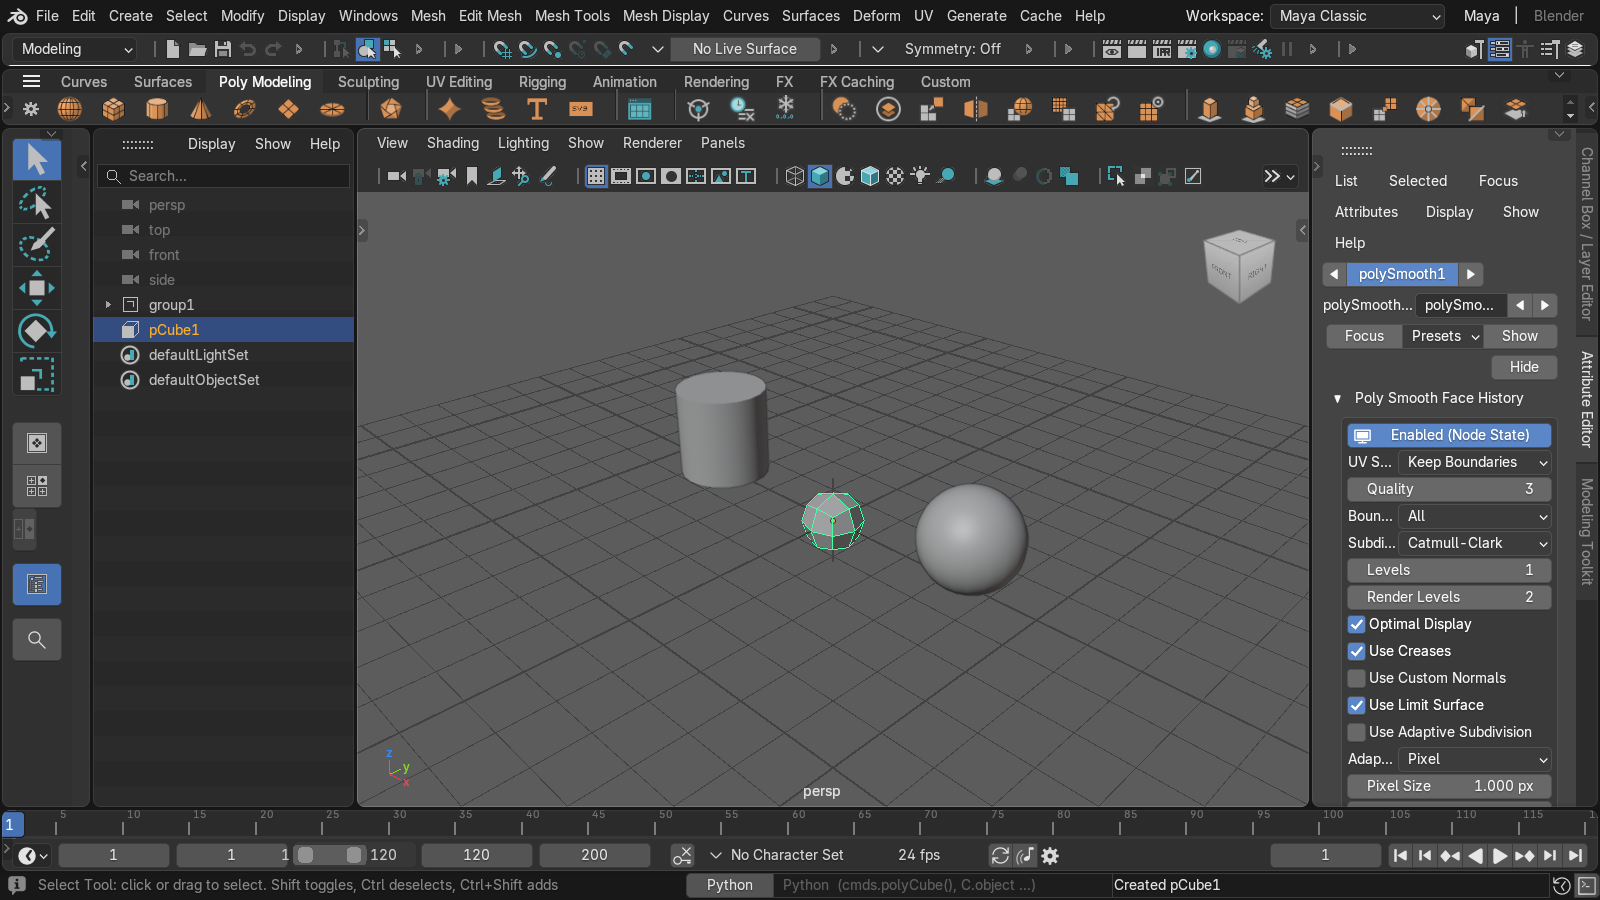 File Edit Create Select Modify Display Windows Mesh Edit Mesh Mesh Tools Mesh Display Curves Surfaces Deform UV Generate Cache Help Workspace: Maya Classic Maya | Blender
Modeling No Live Surface Symmetry: Off
Curves Surfaces Poly Modeling Sculpting UV Editing Rigging Animation Rendering FX FX Caching Custom
SVG
Display Show Help
Search...
persp
top
front
side
group1
pCube1
defaultLightSet
defaultObjectSet
View Shading Lighting Show Renderer Panels
FRONT RIGHT
z
y
x
persp
List Selected Focus
Attributes Display Show
Help
polySmooth1
polySmooth... polySmo...
Focus Presets Show
Hide
Poly Smooth Face History
Enabled (Node State)
UV S... Keep Boundaries
Quality 3
Boun... All
Subdi... Catmull-Clark
Levels 1
Render Levels 2
Optimal Display
Use Creases
Use Custom Normals
Use Limit Surface
Use Adaptive Subdivision
Adap... Pixel
Pixel Size 1.000 px
Channel Box / Layer Editor
Attribute Editor
Modeling Toolkit
1 5 10 15 20 25 30 35 40 45 50 55 60 65 70 75 80 85 90 95 100 105 110 115 1
1 1 1 120 120 200 No Character Set 24 fps 1
Select Tool: click or drag to select. Shift toggles, Ctrl deselects, Ctrl+Shift adds Python Python (cmds.polyCube(), C.object ...) Created pCube1